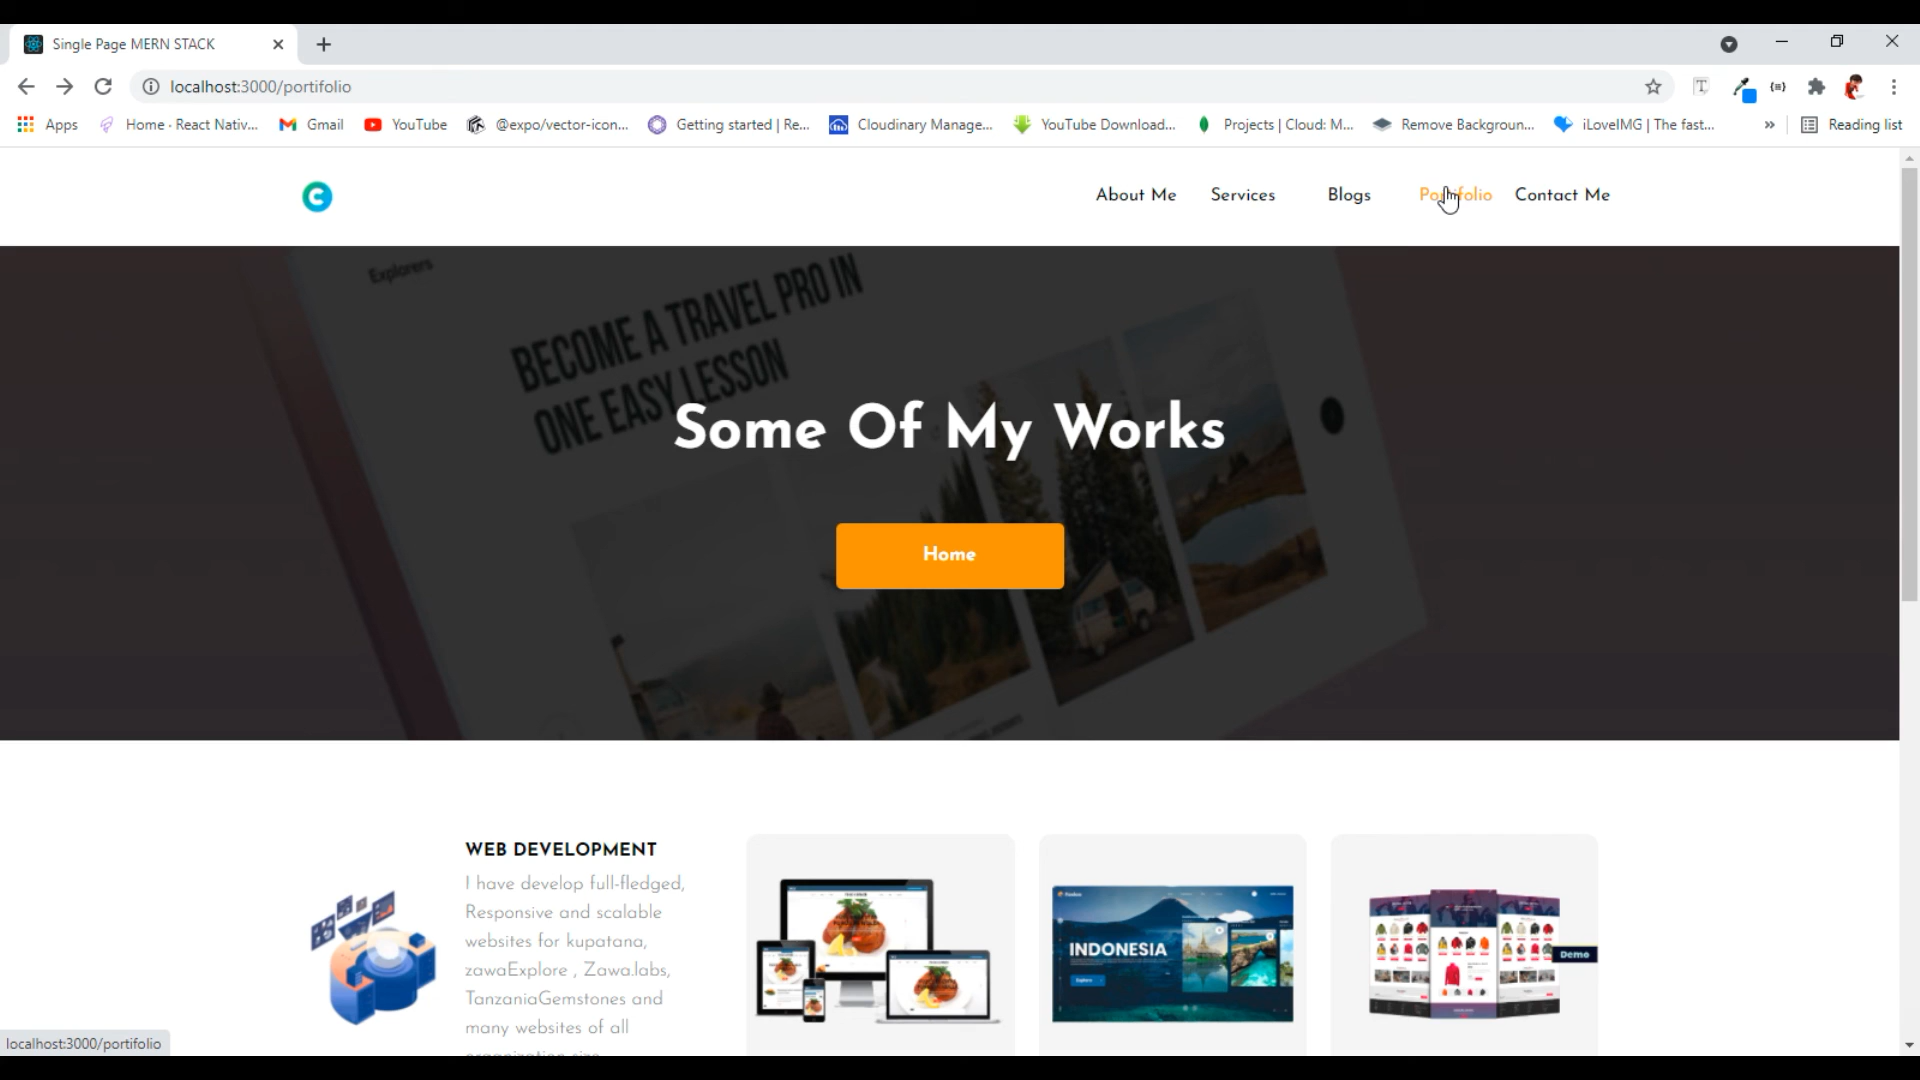 Single Page MERN STACK
localhost:3000/portifolio
Apps
Home · React Nativ...
Gmail
YouTube
@expo/vector-icon...
Getting started | Re...
Cloudinary Manage...
YouTube Download...
Projects | Cloud: M...
Remove Backgroun...
iLoveIMG | The fast...
»
Reading list
C
About Me
Services
Blogs
Portifolio
Contact Me
Explorers
BECOME A TRAVEL PRO IN
ONE EASY LESSON
Some Of My Works
Home
WEB DEVELOPMENT
I have develop full-fledged,
Responsive and scalable
websites for kupatana,
zawaExplore , Zawa.labs,
TanzaniaGemstones and
many websites of all
organization size
INDONESIA
Explore
Demo
localhost:3000/portifolio